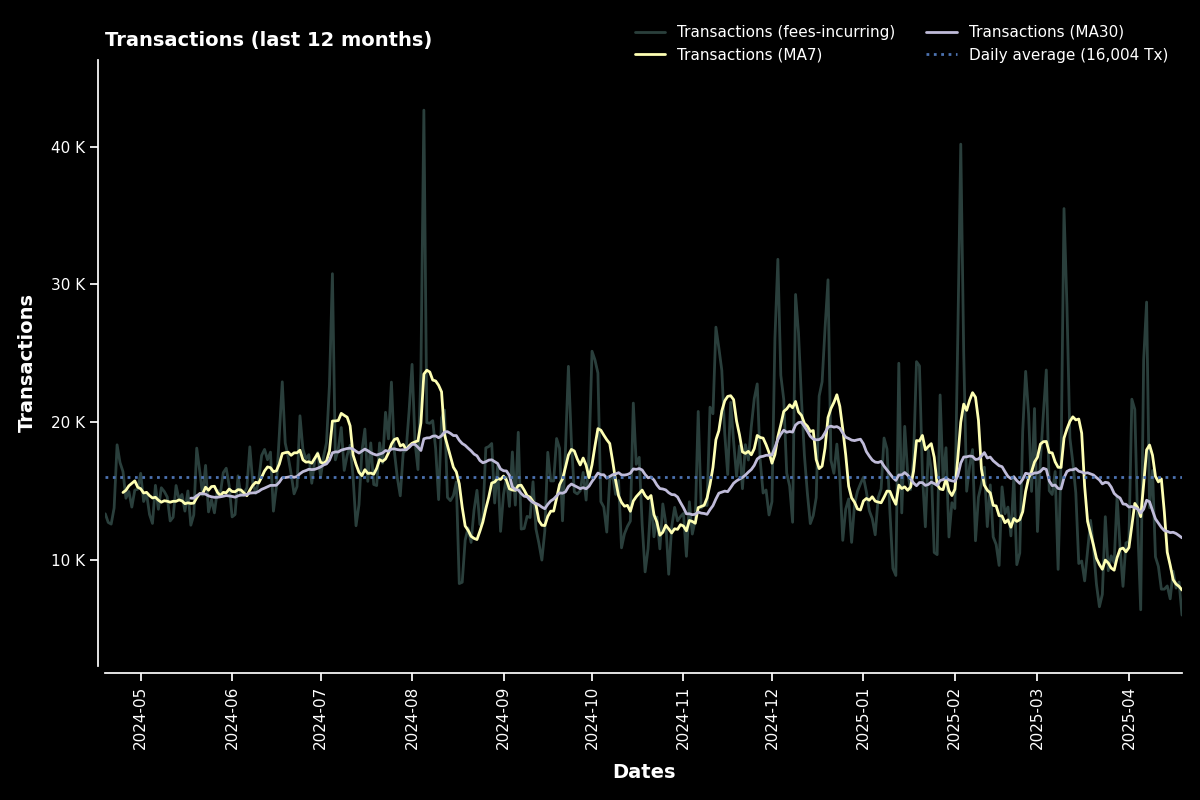 Transactions (last 12 months)
Transactions (fees-incurring)
Transactions (MA7)
Transactions (MA30)
Daily average (16,004 Tx)
Transactions
40 K
30 K
20 K
10 K
2024-05
2024-06
2024-07
2024-08
2024-09
2024-10
2024-11
2024-12
2025-01
2025-02
2025-03
2025-04
Dates